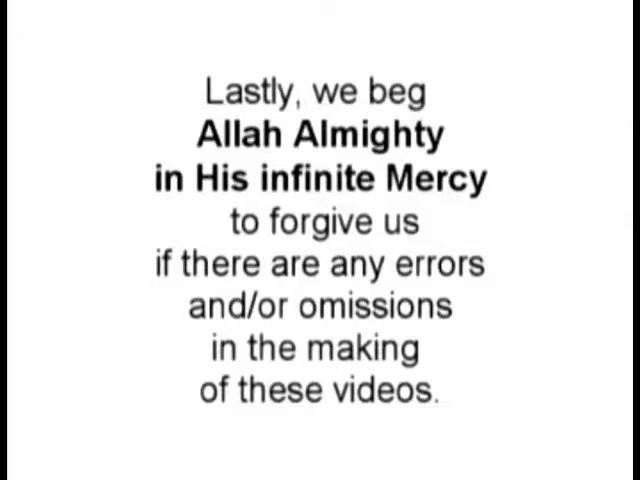 Lastly, we beg
Allah Almighty
in His infinite Mercy
to forgive us
if there are any errors
and/or omissions
in the making
of these videos.